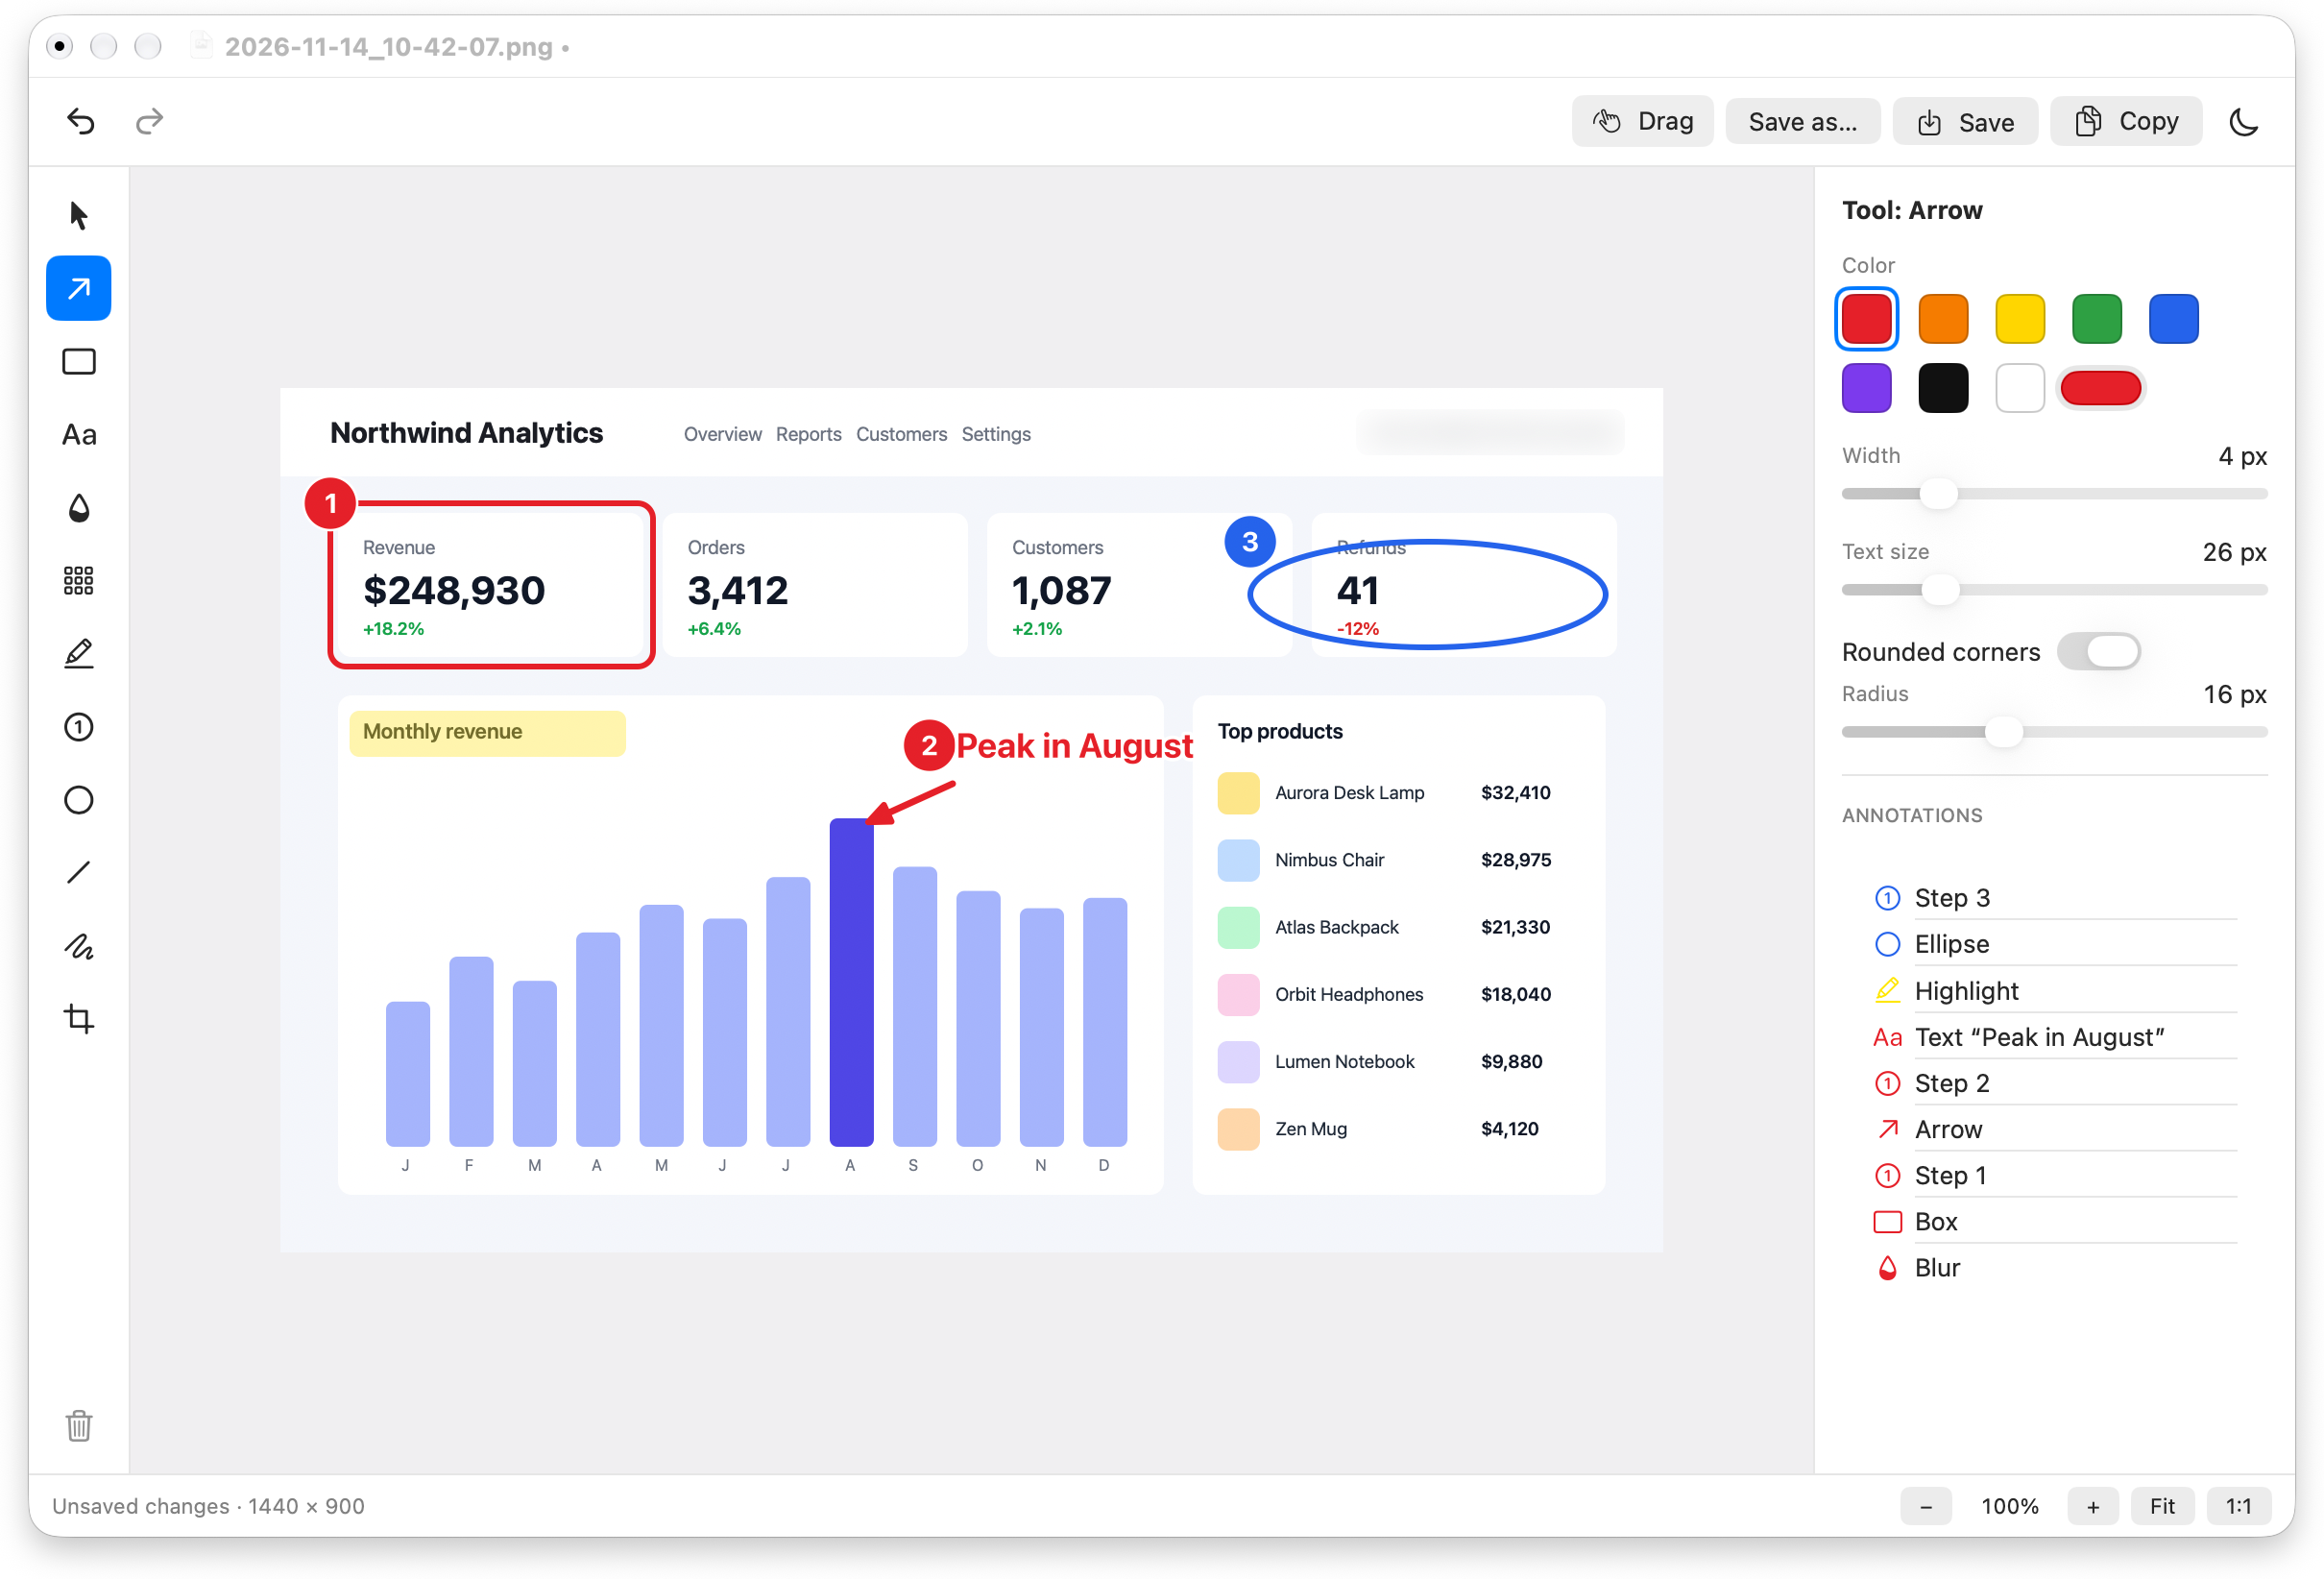 2026-11-14_10-42-07.png •
Drag
Save as...
Save
Copy
Aa
1
Northwind Analytics
Overview Reports Customers Settings
1
Revenue
$248,930
+18.2%
Orders
3,412
+6.4%
Customers
1,087
+2.1%
3
Refunds
41
-12%
Monthly revenue
2 Peak in August
J F M A M J J A S O N D
Top products
Aurora Desk Lamp $32,410
Nimbus Chair $28,975
Atlas Backpack $21,330
Orbit Headphones $18,040
Lumen Notebook $9,880
Zen Mug $4,120
Tool: Arrow
Color
Width 4 px
Text size 26 px
Rounded corners
Radius 16 px
ANNOTATIONS
1 Step 3
Ellipse
Highlight
Aa Text “Peak in August”
1 Step 2
Arrow
1 Step 1
Box
Blur
Unsaved changes · 1440 × 900
− 100% + Fit 1:1